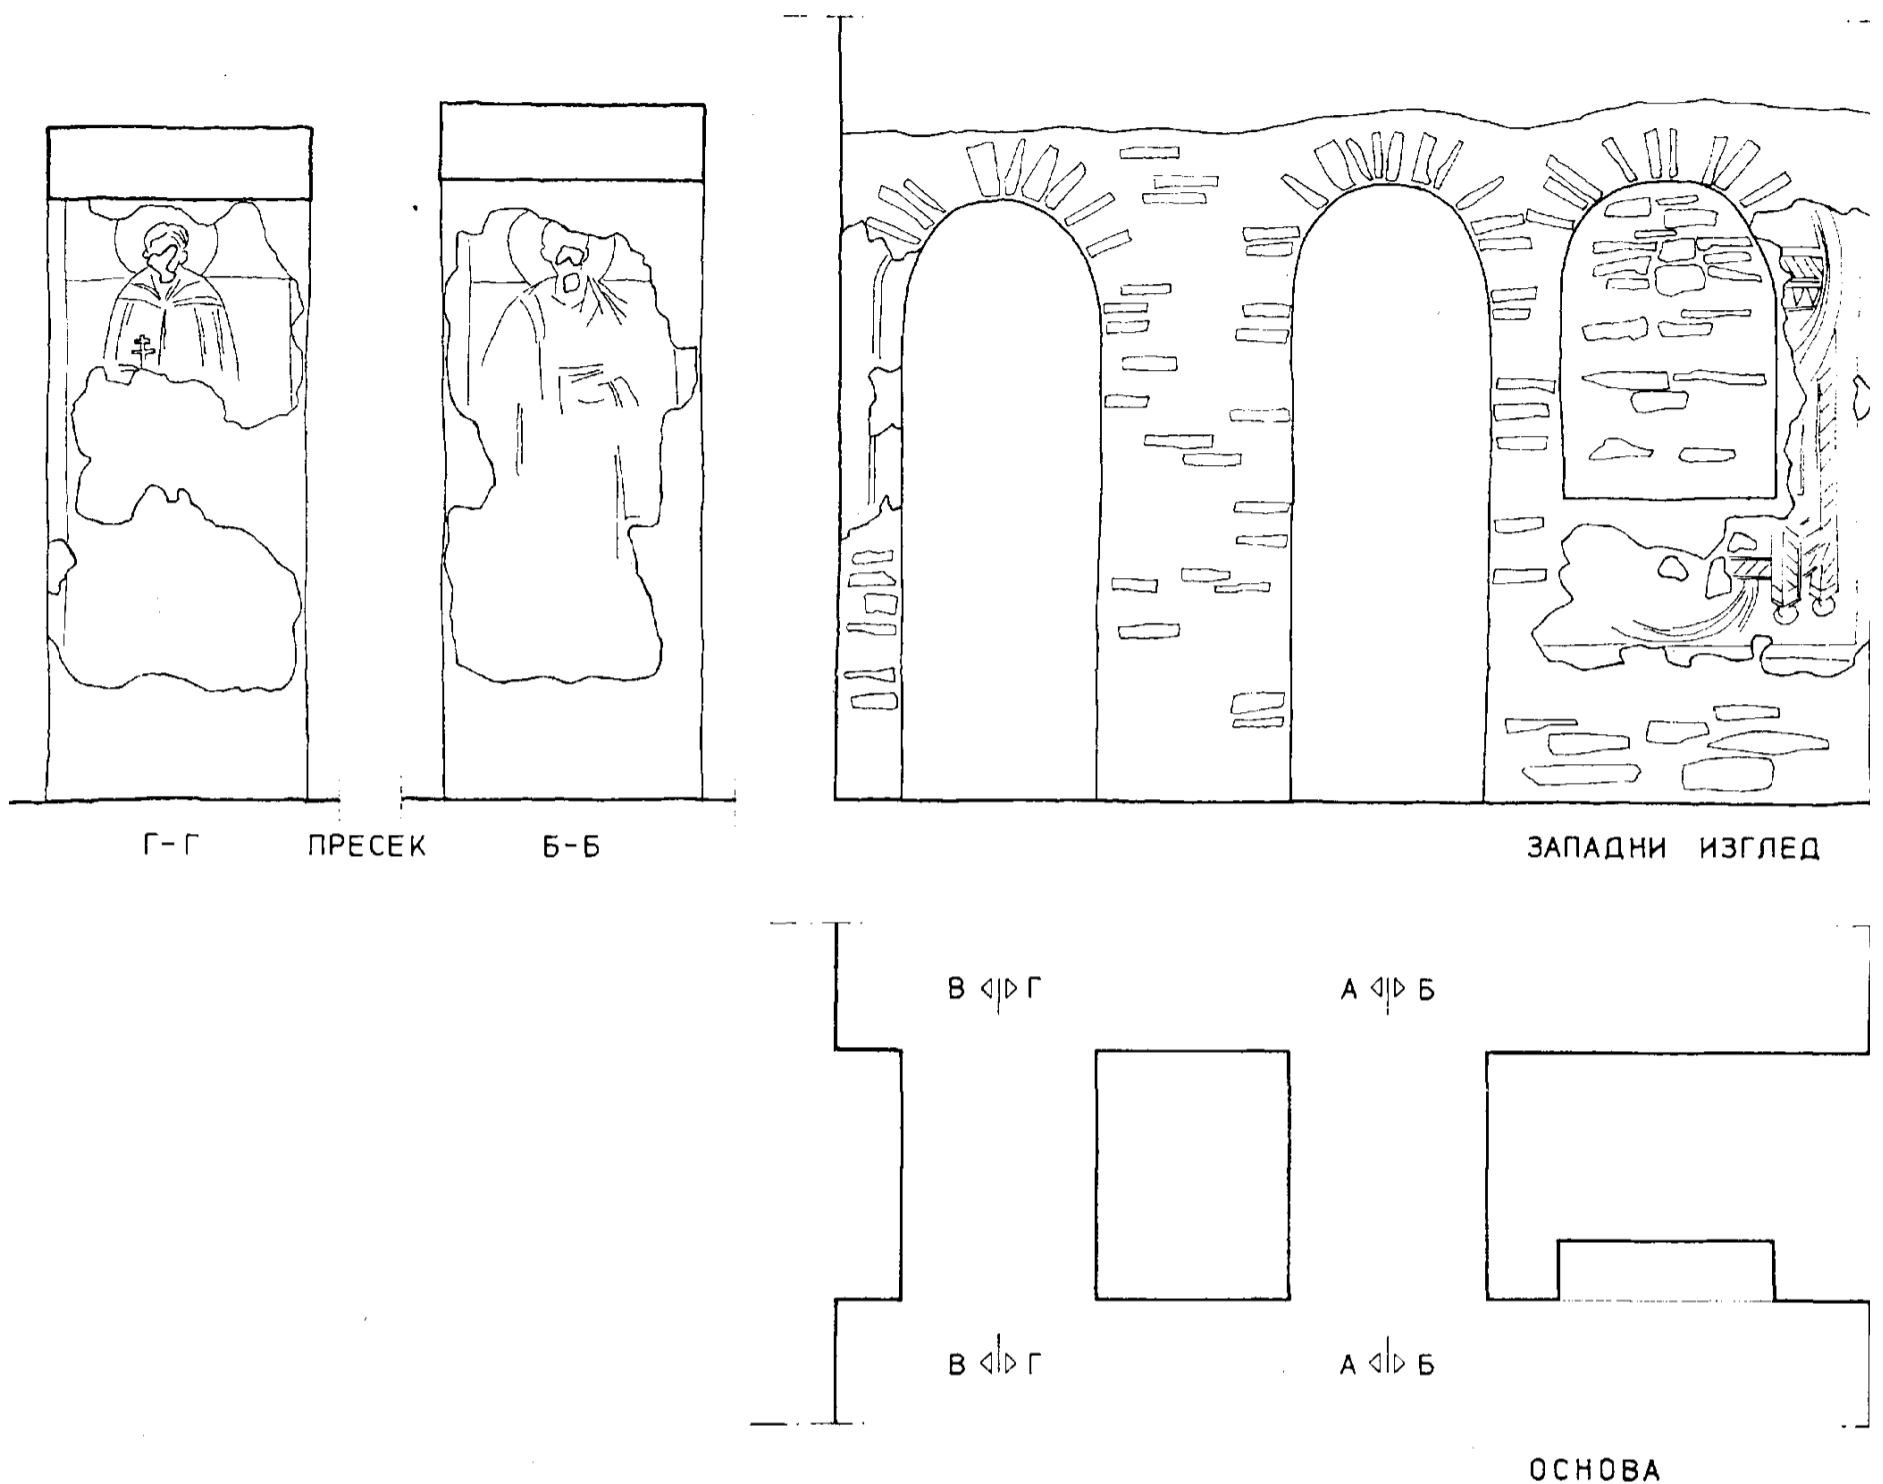 Г-Г ПРЕСЕК Б-Б
ЗАПАДНИ ИЗГЛЕД
В Г А Б
В Г А Б
ОСНОВА